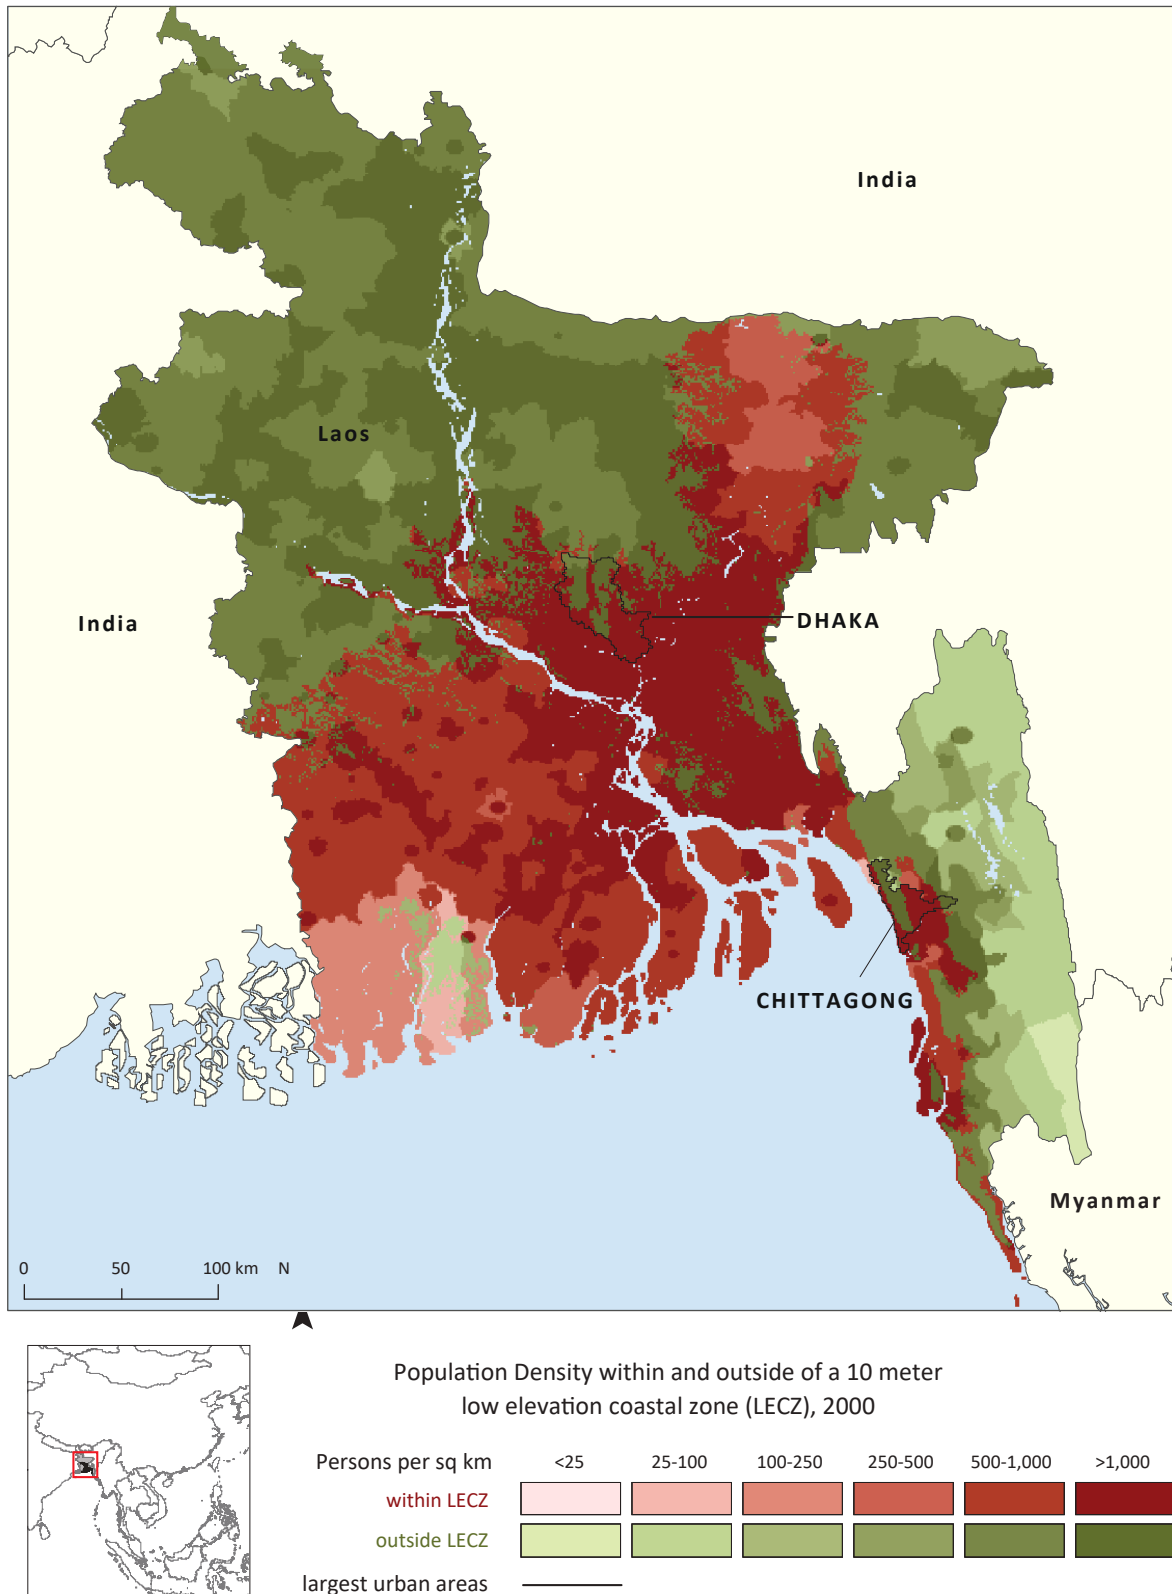 India
Laos
India
DHAKA
CHITTAGONG
Myanmar
0 50 100 km N
Population Density within and outside of a 10 meter
low elevation coastal zone (LECZ), 2000
Persons per sq km <25 25-100 100-250 250-500 500-1,000 >1,000
within LECZ
outside LECZ
largest urban areas